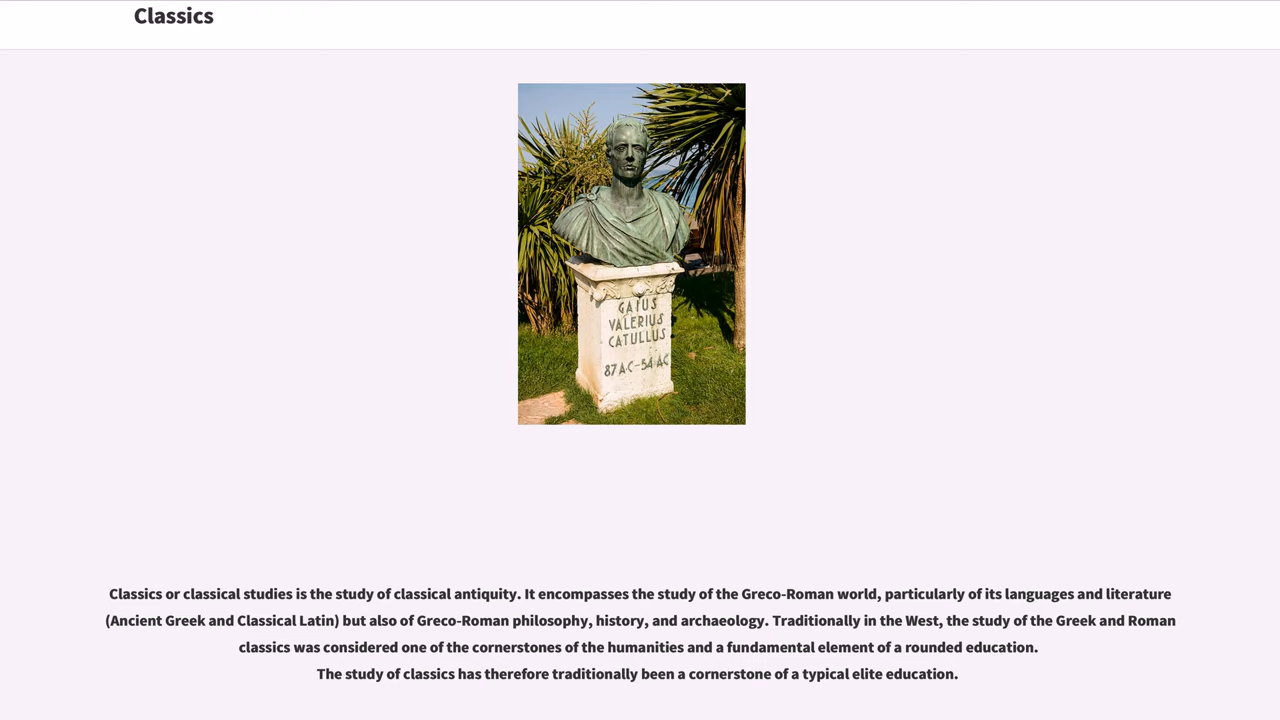 Classics
GAIUS
VALERIUS
CATULLUS
87 A.C-54 A.C
Classics or classical studies is the study of classical antiquity. It encompasses the study of the Greco-Roman world, particularly of its languages and literature
(Ancient Greek and Classical Latin) but also of Greco-Roman philosophy, history, and archaeology. Traditionally in the West, the study of the Greek and Roman
classics was considered one of the cornerstones of the humanities and a fundamental element of a rounded education.
The study of classics has therefore traditionally been a cornerstone of a typical elite education.